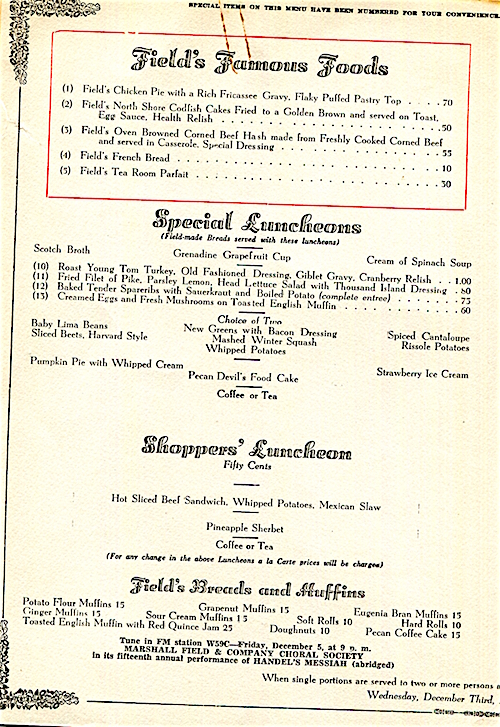 SPECIAL ITEMS ON THIS MENU HAVE BEEN NUMBERED FOR YOUR CONVENIENCE
Field's Famous Foods
(1) Field's Chicken Pie with a Rich Fricassee Gravy, Flaky Puffed Pastry Top . . . . 70
(2) Field's North Shore Codfish Cakes Fried to a Golden Brown and served on Toast,
Egg Sauce, Health Relish . . . . . . . . . . . . . . . . . . . 50
(3) Field's Oven Browned Corned Beef Hash made from Freshly Cooked Corned Beef
and served in Casserole, Special Dressing . . . . . . . . . . . . . . 55
(4) Field's French Bread . . . . . . . . . . . . . . . . . . . . . . 10
(5) Field's Tea Room Parfait . . . . . . . . . . . . . . . . . . . . 30
Special Luncheons
(Field-made Breads served with these luncheons)
Scotch Broth Grenadine Grapefruit Cup Cream of Spinach Soup
(10) Roast Young Tom Turkey, Old Fashioned Dressing, Giblet Gravy, Cranberry Relish . . 1.00
(11) Fried Filet of Pike, Parsley Lemon, Head Lettuce Salad with Thousand Island Dressing . 80
(12) Baked Tender Spareribs with Sauerkraut and Boiled Potato (complete entree) . . . . 75
(13) Creamed Eggs and Fresh Mushrooms on Toasted English Muffin . . . . . . . . . 60
Choice of Two
Baby Lima Beans New Greens with Bacon Dressing Spiced Cantaloupe
Sliced Beets, Harvard Style Mashed Winter Squash Rissole Potatoes
Whipped Potatoes
Pumpkin Pie with Whipped Cream Pecan Devil's Food Cake Strawberry Ice Cream
Coffee or Tea
Shoppers' Luncheon
Fifty Cents
Hot Sliced Beef Sandwich, Whipped Potatoes, Mexican Slaw
Pineapple Sherbet
Coffee or Tea
(For any change in the above Luncheons a la Carte prices will be charged)
Field's Breads and Muffins
Potato Flour Muffins 15 Grapenut Muffins 15 Eugenia Bran Muffins 15
Ginger Muffins 15 Sour Cream Muffins 15 Soft Rolls 10 Hard Rolls 10
Toasted English Muffin with Red Quince Jam 25 Doughnuts 10 Pecan Coffee Cake 15
Tune in FM station W59C—Friday, December 5, at 9 p. m.
MARSHALL FIELD & COMPANY CHORAL SOCIETY
in its fifteenth annual performance of HANDEL'S MESSIAH (abridged)
When single portions are served to two or more persons
Wednesday, December Third,